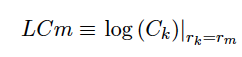 LCm ≡ log (C_k)|_{r_k=r_m}